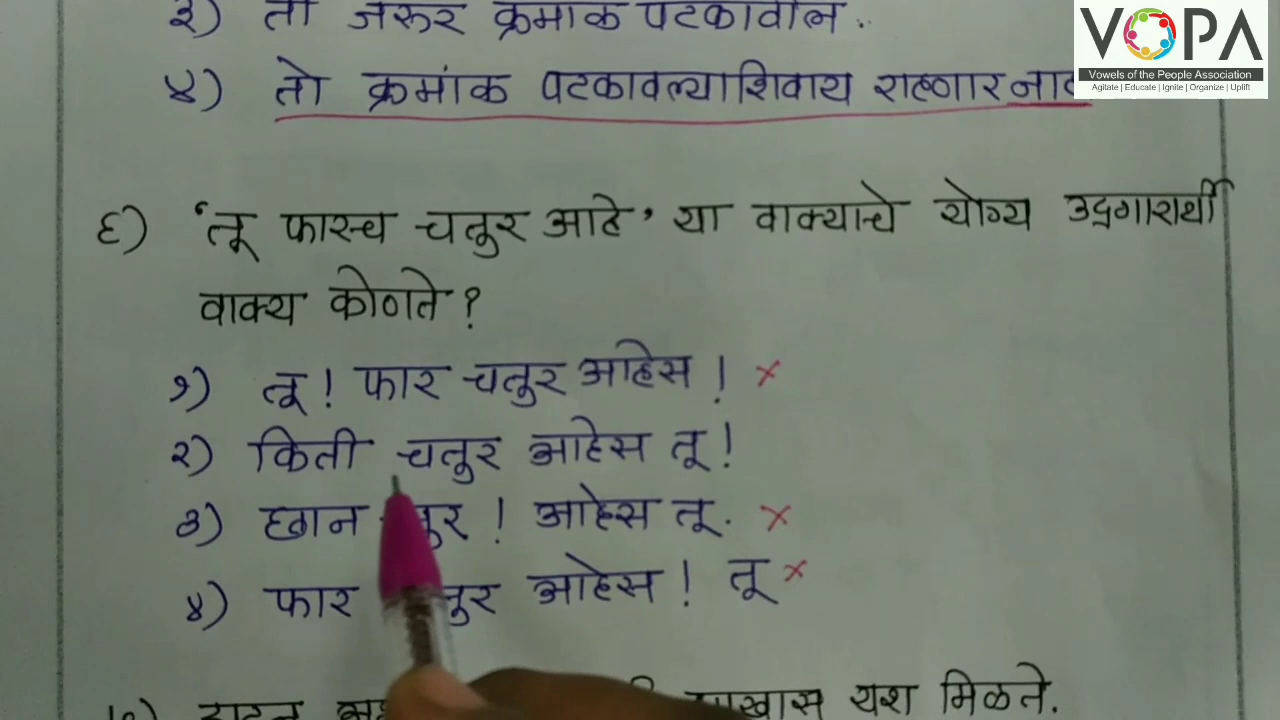 ३) तो जरूर क्रमांक पटकावील.
४) तो क्रमांक पटकावल्याशिवाय राहणार
VOPA
Vowels of the People Association
Agitate | Educate | Ignite | Organize | Uplift
६) 'तू फारच चतुर आहे' या वाक्याचे योग्य उद्गारार्थी
वाक्य कोणते?
१) तू! फार चतुर आहेस! ×
२) किती चतुर आहेस तू!
३) छान ! आहेस तू. ×
४) फार आहेस! तू ×
यश मिळते.